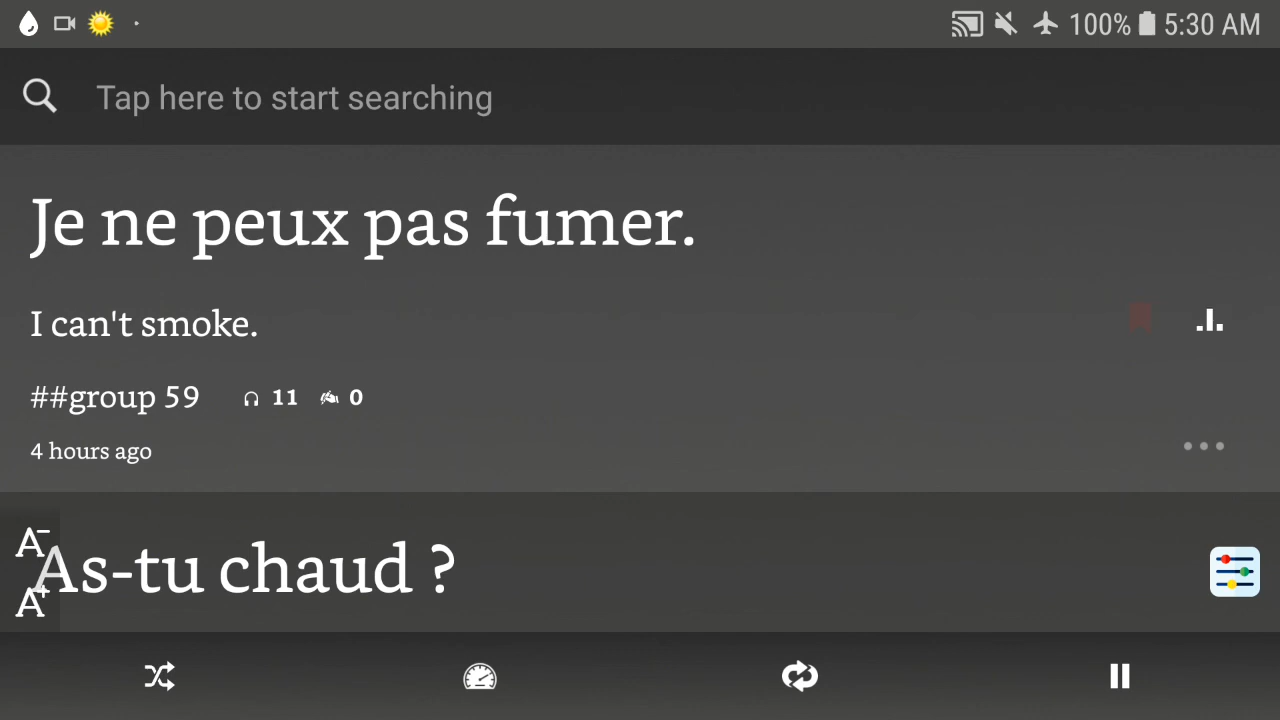 100% 5:30 AM
Tap here to start searching
Je ne peux pas fumer.
I can't smoke.
##group 59 11 0
4 hours ago
A-
As-tu chaud ?
A+